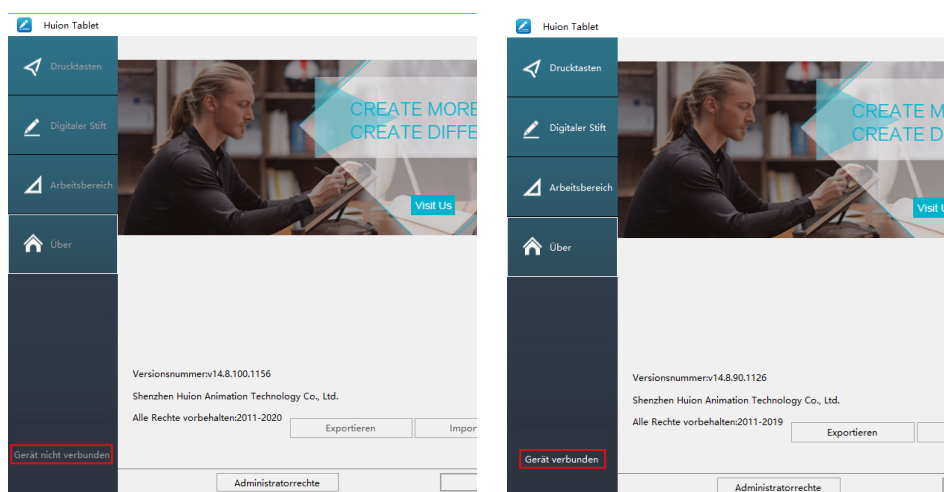 Huion Tablet
Drucktasten
CREATE MORE
CREATE DIFFE
Digitaler Stift
Arbeitsbereich
Visit Us
Über
Versionsnummer:v14.8.100.1156
Shenzhen Huion Animation Technology Co., Ltd.
Alle Rechte vorbehalten:2011-2020
Exportieren
Impor
Gerät nicht verbunden
Administratorrechte
Huion Tablet
Drucktasten
CREATE M
CREATE D
Digitaler Stift
Arbeitsbereich
Visit U
Über
Versionsnummer:v14.8.90.1126
Shenzhen Huion Animation Technology Co., Ltd.
Alle Rechte vorbehalten:2011-2019
Exportieren
Gerät verbunden
Administratorrechte